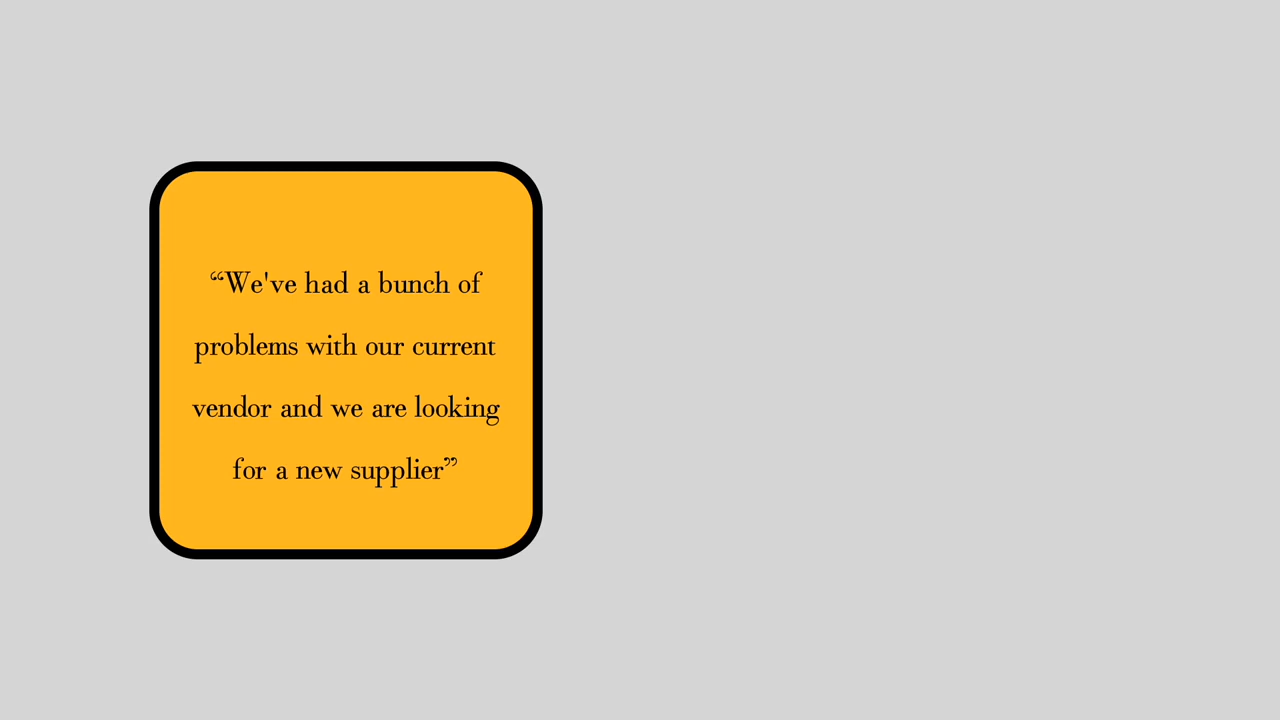 “We've had a bunch of
problems with our current
vendor and we are looking
for a new supplier”